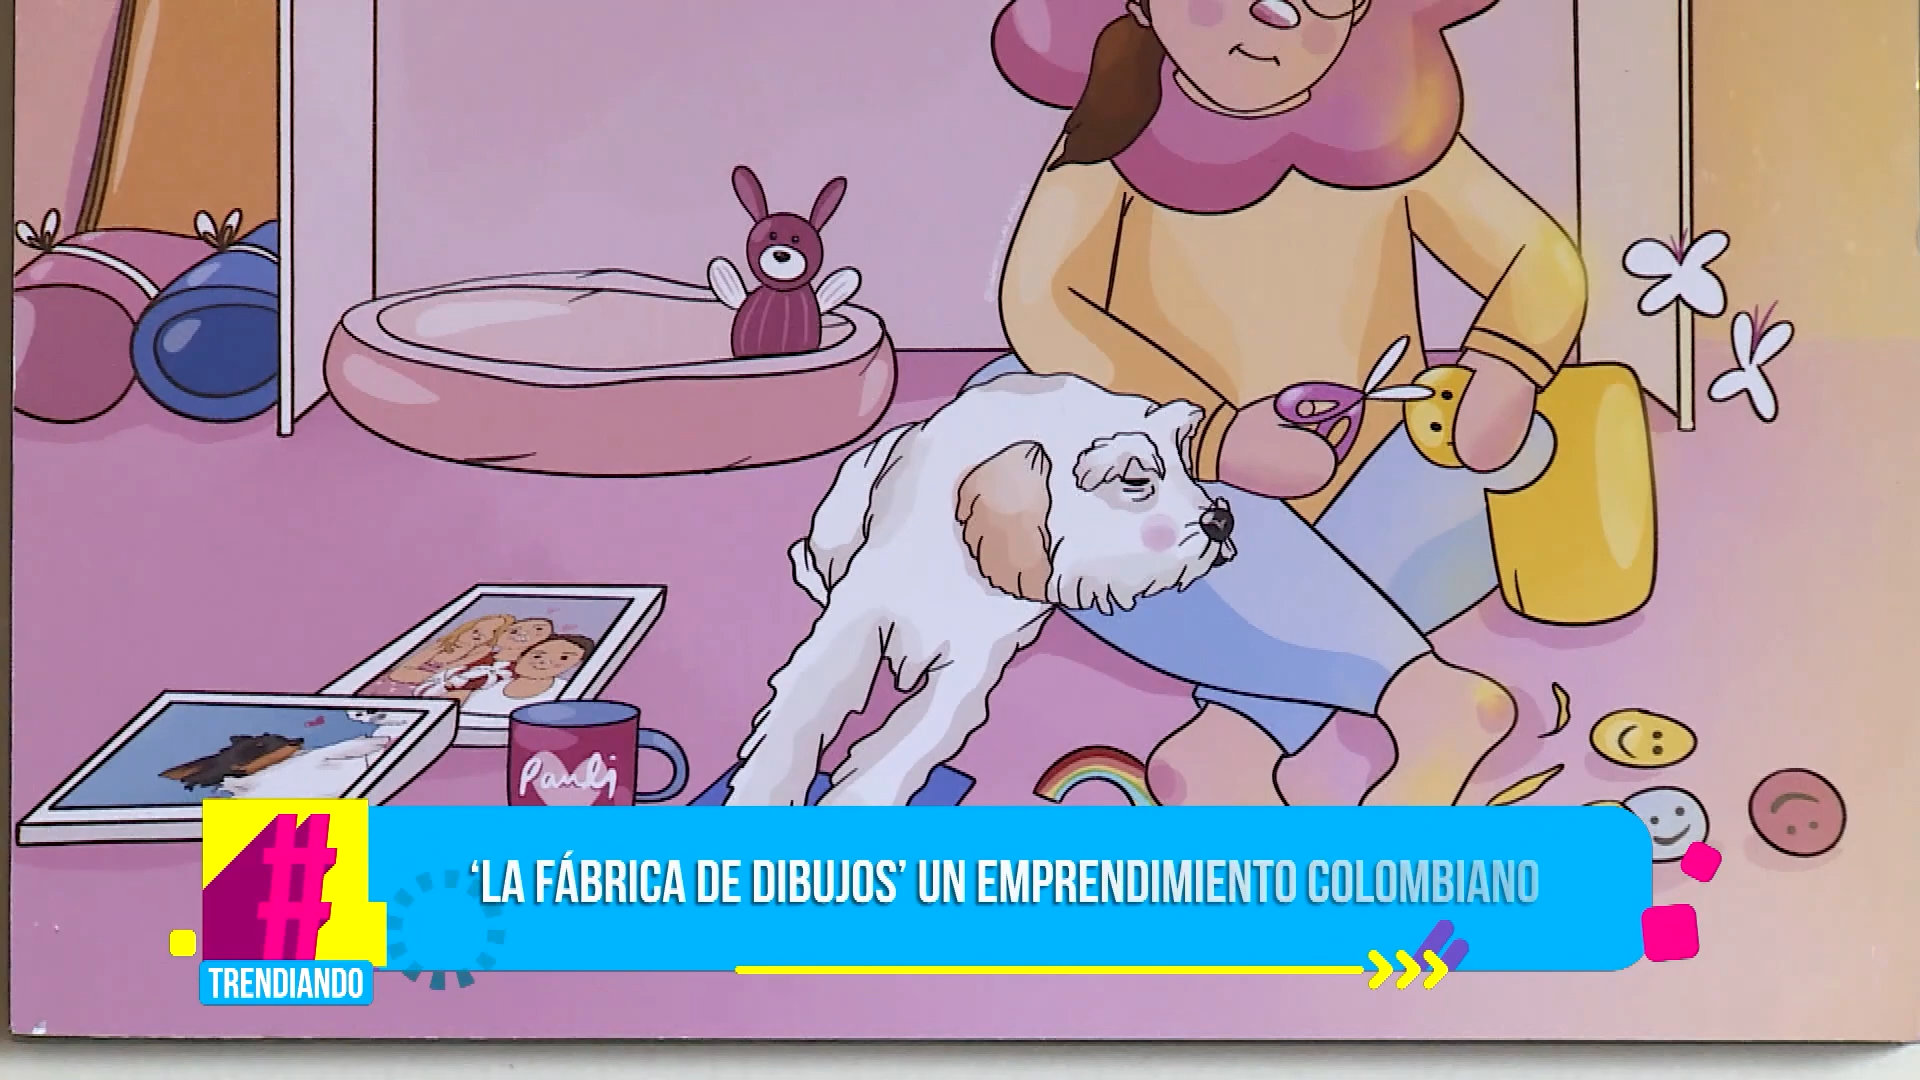 Pauli
‘LA FÁBRICA DE DIBUJOS’ UN EMPRENDIMIENTO COLOMBIANO
#
TRENDIANDO